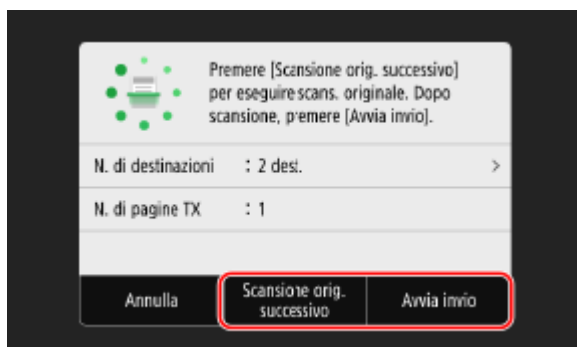 Premere [Scansione orig. successivo]
per eseguire scans. originale. Dopo
scansione, premere [Avvia invio].
N. di destinazioni : 2 dest. >
N. di pagine TX : 1
Annulla
Scansione orig.
successivo
Avvia invio